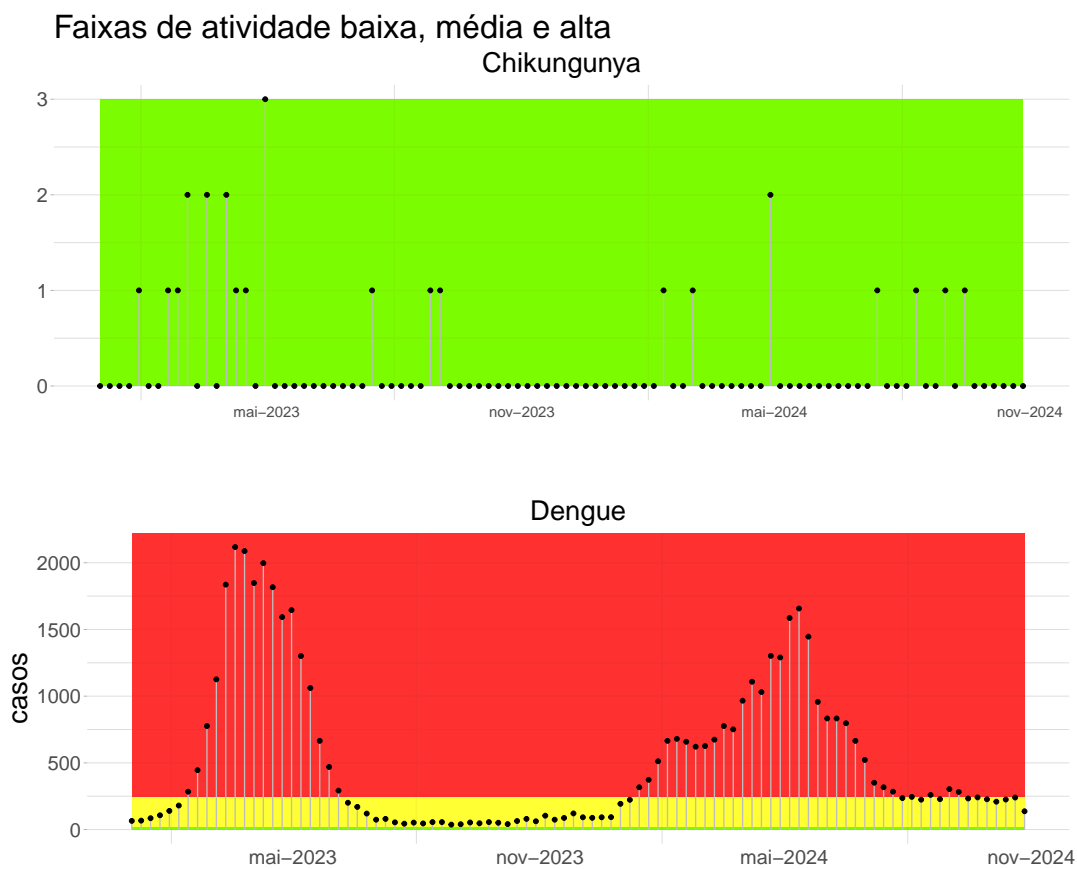 Faixas de atividade baixa, média e alta
Chikungunya
3
2
1
0
mai−2023 nov−2023 mai−2024 nov−2024
Dengue
casos
2000
1500
1000
500
0
mai−2023 nov−2023 mai−2024 nov−2024